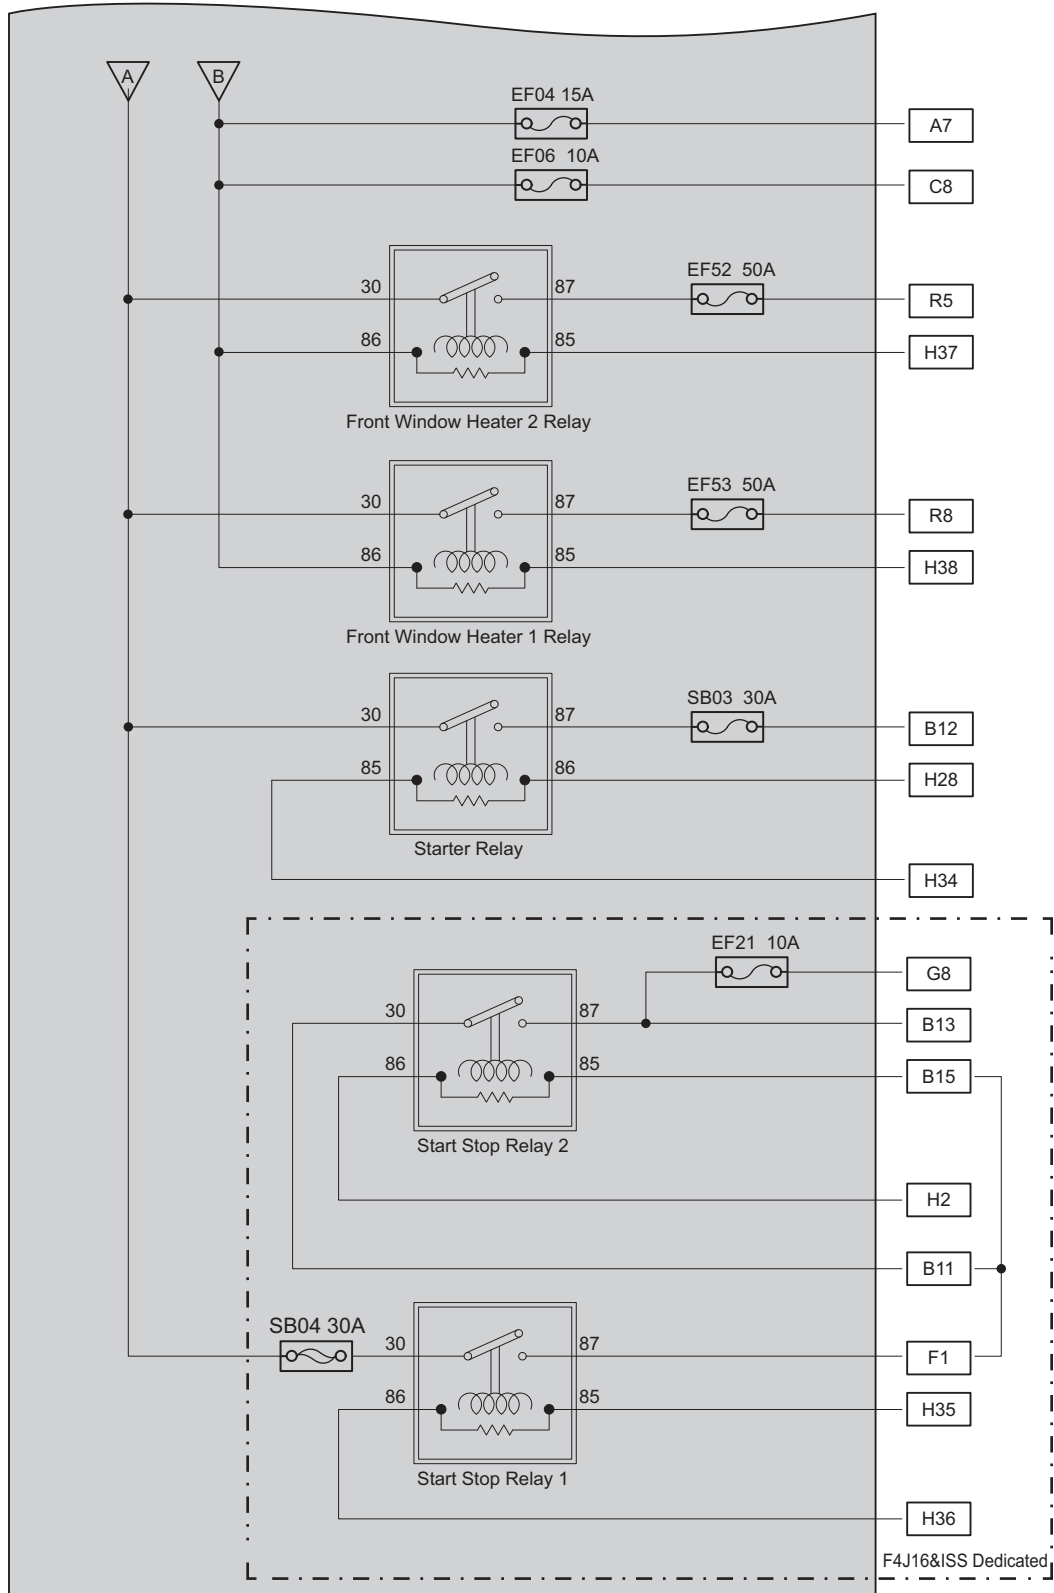 A B
EF04 15A
A7
EF06 10A
C8
EF52 50A
30 87
R5
86 85
H37
Front Window Heater 2 Relay
EF53 50A
30 87
R8
86 85
H38
Front Window Heater 1 Relay
SB03 30A
30 87
B12
85 86
H28
Starter Relay
H34
EF21 10A
G8
30 87
B13
86 85
B15
Start Stop Relay 2
H2
B11
SB04 30A
30 87
F1
86 85
H35
Start Stop Relay 1
H36
F4J16&ISS Dedicated